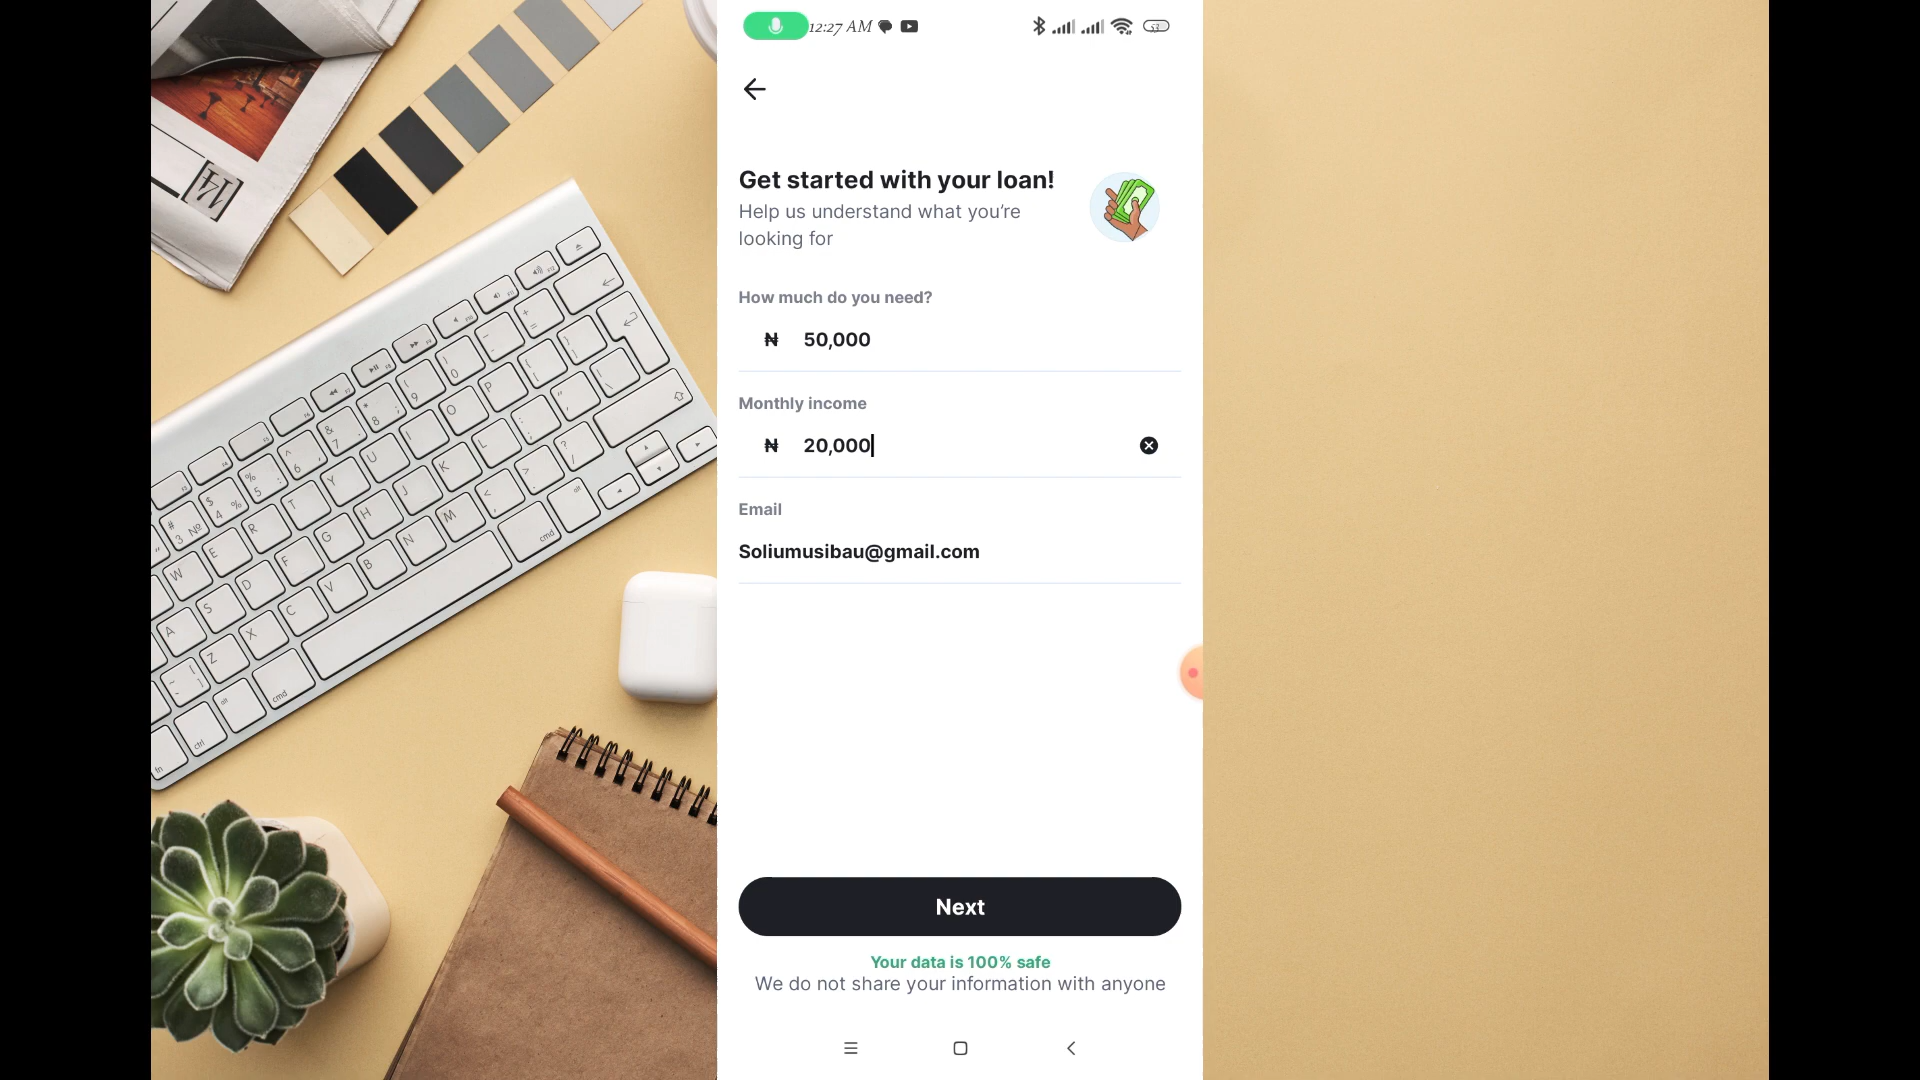 12:27 AM
53
Get started with your loan!
Help us understand what you're
looking for
How much do you need?
₦ 50,000
Monthly income
₦ 20,000
Email
Soliumusibau@gmail.com
Next
Your data is 100% safe
We do not share your information with anyone